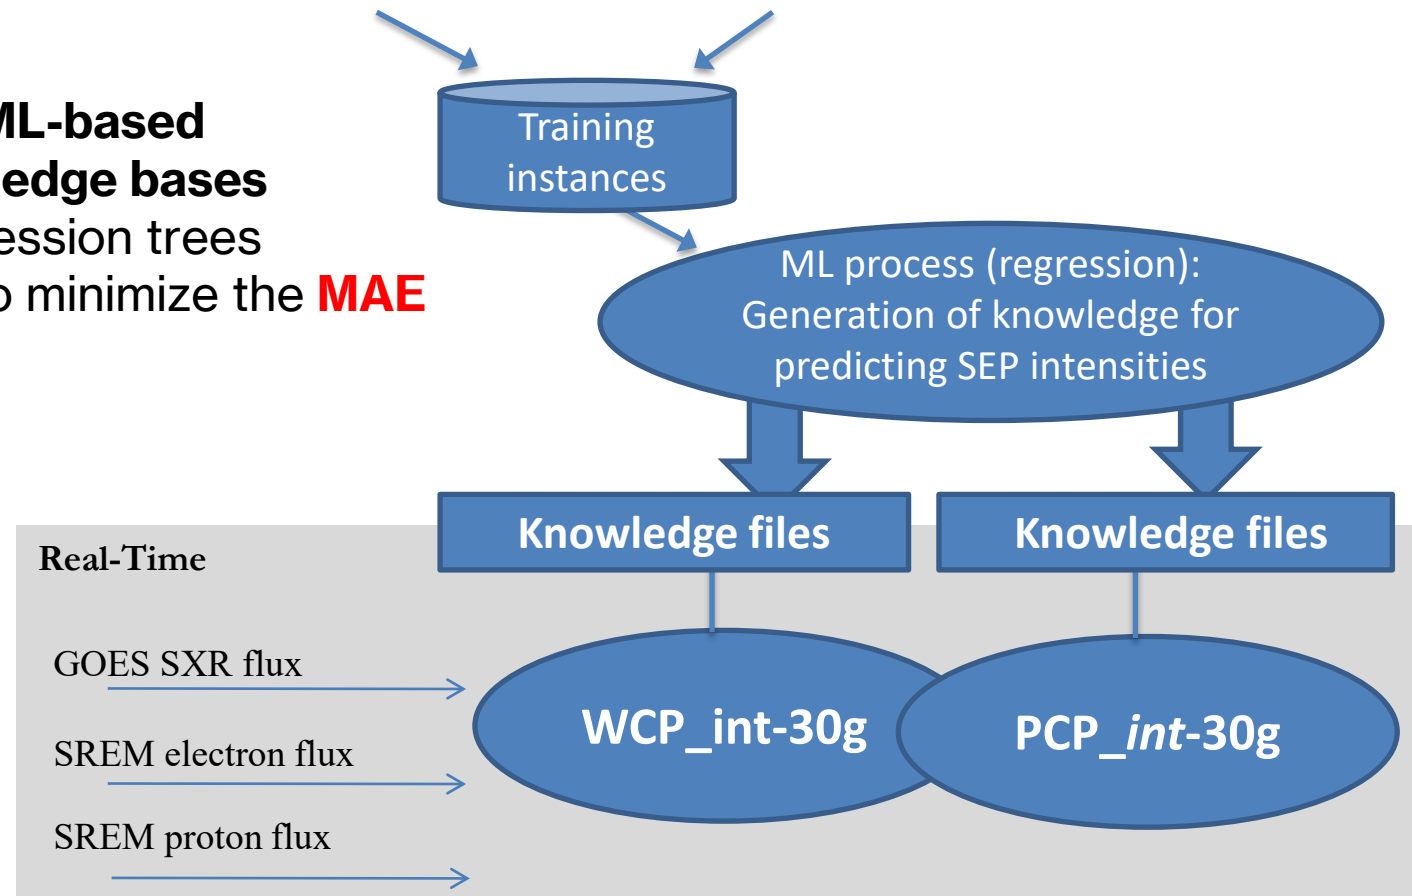 Training
instances
ML-based
edge bases
ession trees
o minimize the MAE
ML process (regression):
Generation of knowledge for
predicting SEP intensities
Knowledge files
Knowledge files
Real-Time
GOES SXR flux
SREM electron flux
SREM proton flux
WCP_int-30g
PCP_int-30g